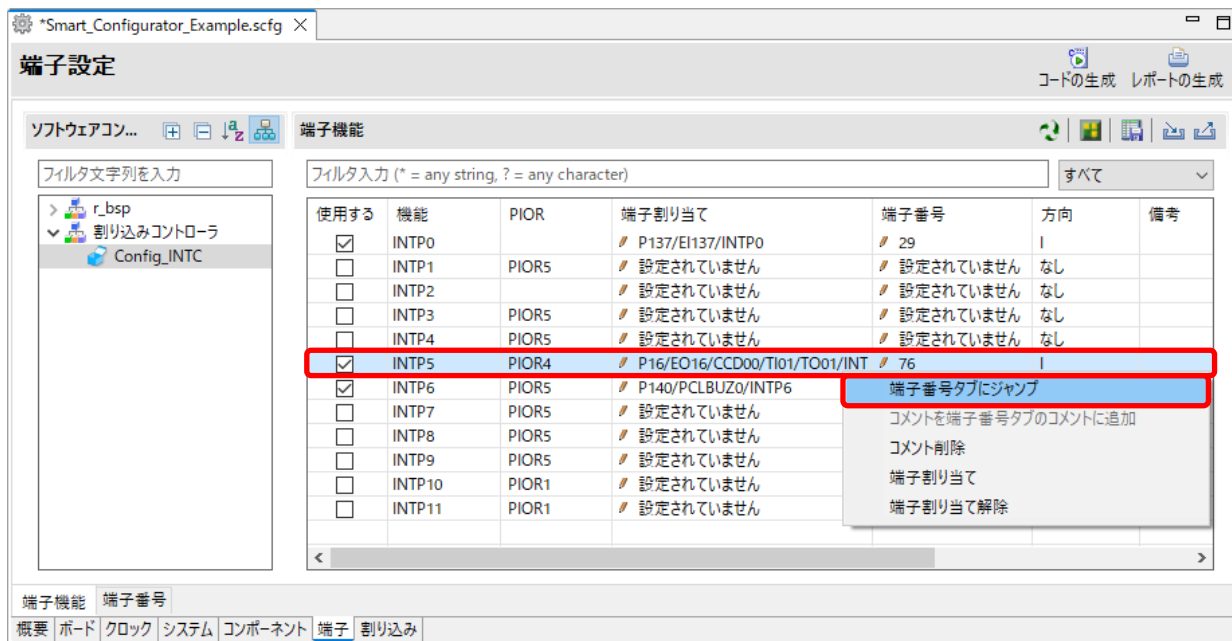 *Smart_Configurator_Example.scfg
端子設定
コードの生成 レポートの生成
ソフトウェアコン...
端子機能
フィルタ文字列を入力
フィルタ入力 (* = any string, ? = any character)
すべて
r_bsp
割り込みコントローラ
Config_INTC
使用する 機能 PIOR 端子割り当て 端子番号 方向 備考
INTP0 P137/EI137/INTP0 29 I
INTP1 PIOR5 設定されていません 設定されていません なし
INTP2 設定されていません 設定されていません なし
INTP3 PIOR5 設定されていません 設定されていません なし
INTP4 PIOR5 設定されていません 設定されていません なし
INTP5 PIOR4 P16/EO16/CCD00/TI01/TO01/INT 76 I
INTP6 PIOR5 P140/PCLBUZ0/INTP6
INTP7 PIOR5 設定されていません
INTP8 PIOR5 設定されていません
INTP9 PIOR5 設定されていません
INTP10 PIOR1 設定されていません
INTP11 PIOR1 設定されていません
端子番号タブにジャンプ
コメントを端子番号タブのコメントに追加
コメント削除
端子割り当て
端子割り当て解除
端子機能 端子番号
概要 ボード クロック システム コンポーネント 端子 割り込み